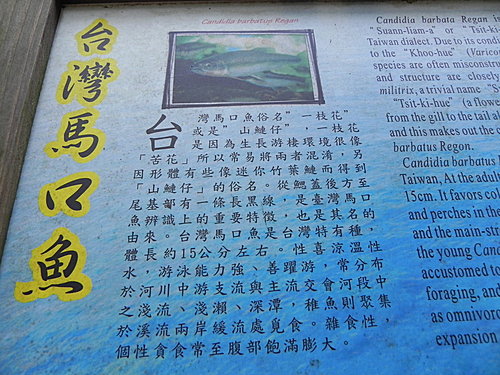 台灣馬口魚
Candidia barbatus Regan
台灣馬口魚俗名"一枝花"
或是"山鰱仔"，一枝花
是因為生長游棲環境很像
「苦花」所以常易將兩者混淆，另
因形體有些像迷你竹葉鰱而得到
「山鰱仔」的俗名。從鰓蓋後方至
尾基部有一條長黑線，是臺灣馬口
魚辨識上的重要特徵，也是其名的
由來。台灣馬口魚是台灣特有種，
體長約15公分左右。性喜涼溫性
水，游泳能力強、善躍游，常分布
於河川中游支流與主流交會河段中
之淺流、淺瀨、深潭，稚魚則聚集
於溪流兩岸緩流處覓食。雜食性，
個性貪食常至腹部飽滿膨大。
Candidia barbata Regan
"Suann-liam-a" or "Tsit-ki-
Taiwan dialect. Due to its condi
to the "Khoo-hue" (Varico
species are often misconstru
and structure are closely
militrix, a trivial name "S
"Tsit-ki-hue" (a flowe
from the gill to the tail a
and this makes out the c
barbatus Regon.
Candidia barbatus
Taiwan, At the adult
15cm. It favors co
and perches in the
and the main-stre
the young Cand
accustomed to
foraging, and
as omnivoro
expansion